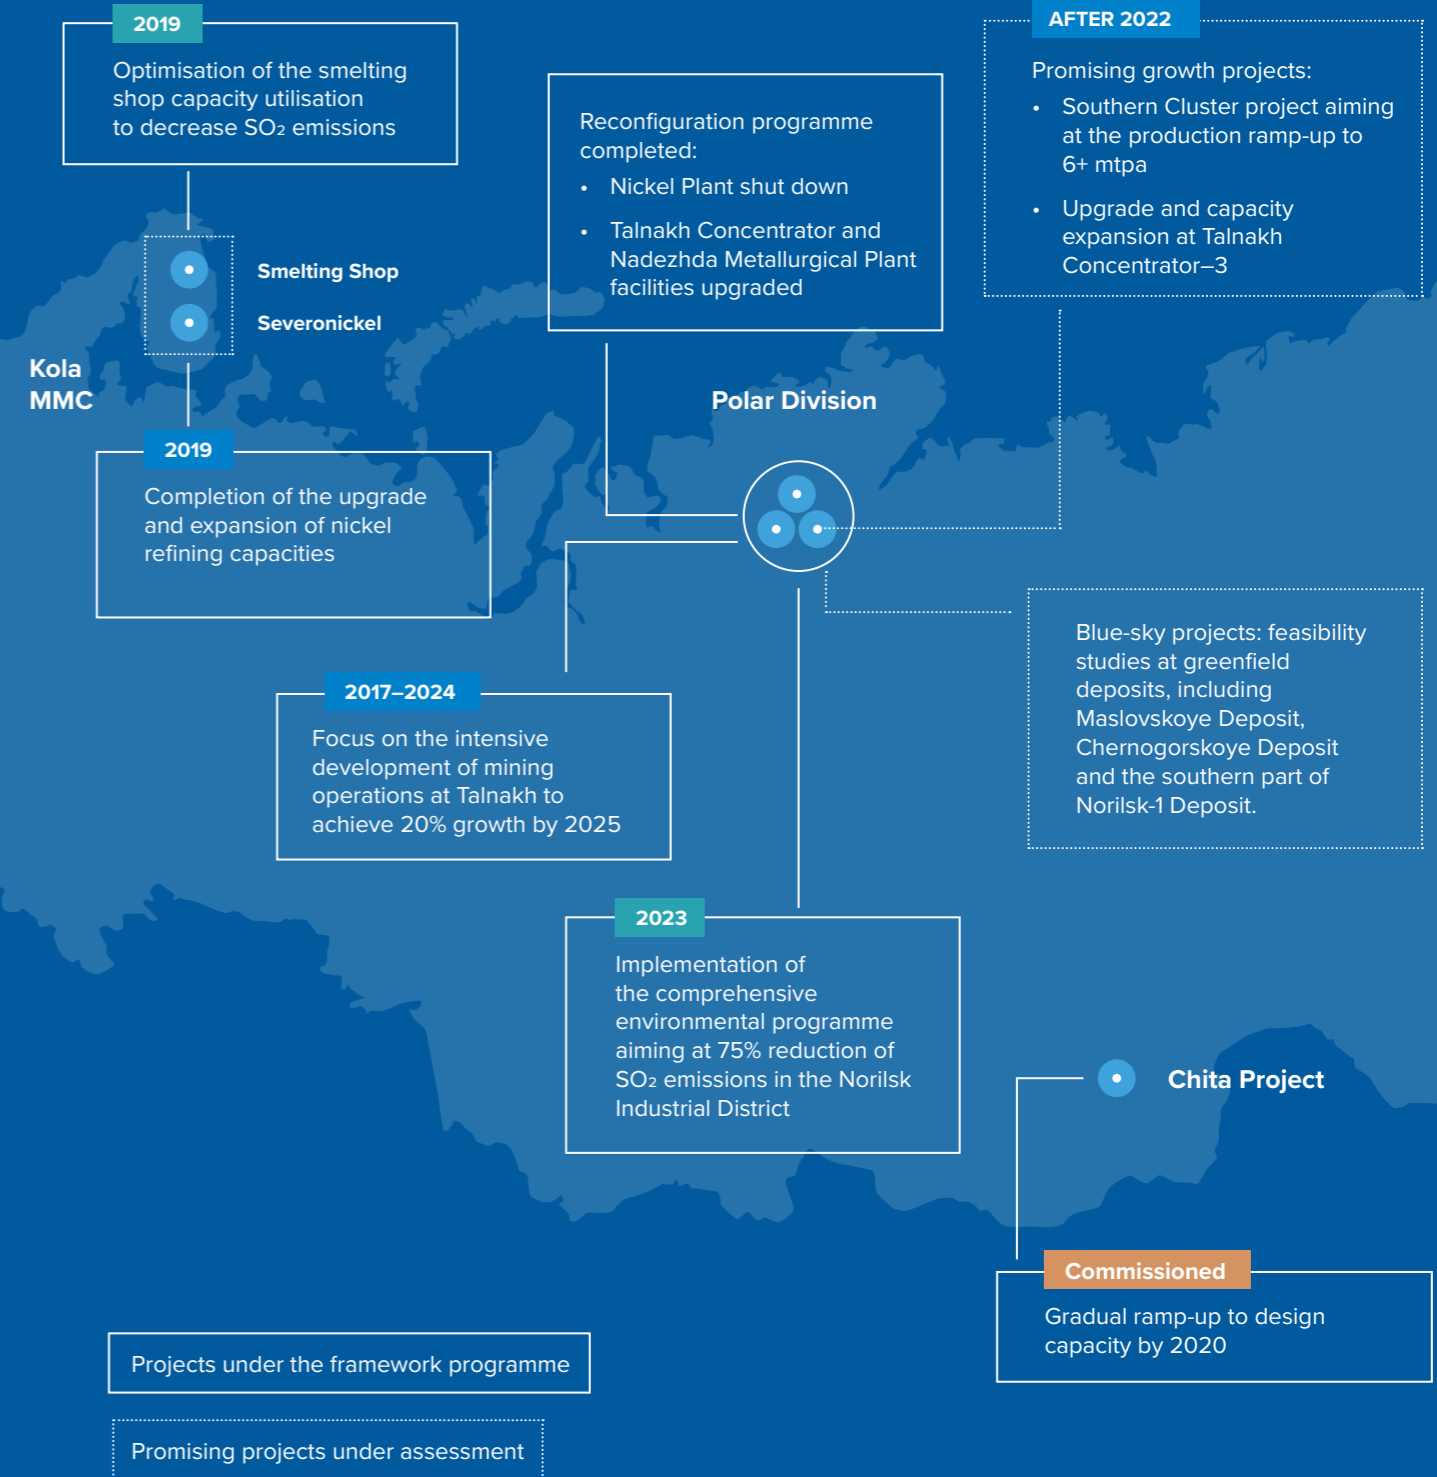 2019
Optimisation of the smelting
shop capacity utilisation
to decrease SO₂ emissions
Smelting Shop
Severonickel
Kola
MMC
2019
Completion of the upgrade
and expansion of nickel
refining capacities
Reconfiguration programme
completed:
• Nickel Plant shut down
• Talnakh Concentrator and
Nadezhda Metallurgical Plant
facilities upgraded
AFTER 2022
Promising growth projects:
• Southern Cluster project aiming
at the production ramp-up to
6+ mtpa
• Upgrade and capacity
expansion at Talnakh
Concentrator–3
Polar Division
Blue-sky projects: feasibility
studies at greenfield
deposits, including
Maslovskoye Deposit,
Chernogorskoye Deposit
and the southern part of
Norilsk-1 Deposit.
2017–2024
Focus on the intensive
development of mining
operations at Talnakh to
achieve 20% growth by 2025
2023
Implementation of
the comprehensive
environmental programme
aiming at 75% reduction of
SO₂ emissions in the Norilsk
Industrial District
Chita Project
Commissioned
Gradual ramp-up to design
capacity by 2020
Projects under the framework programme
Promising projects under assessment